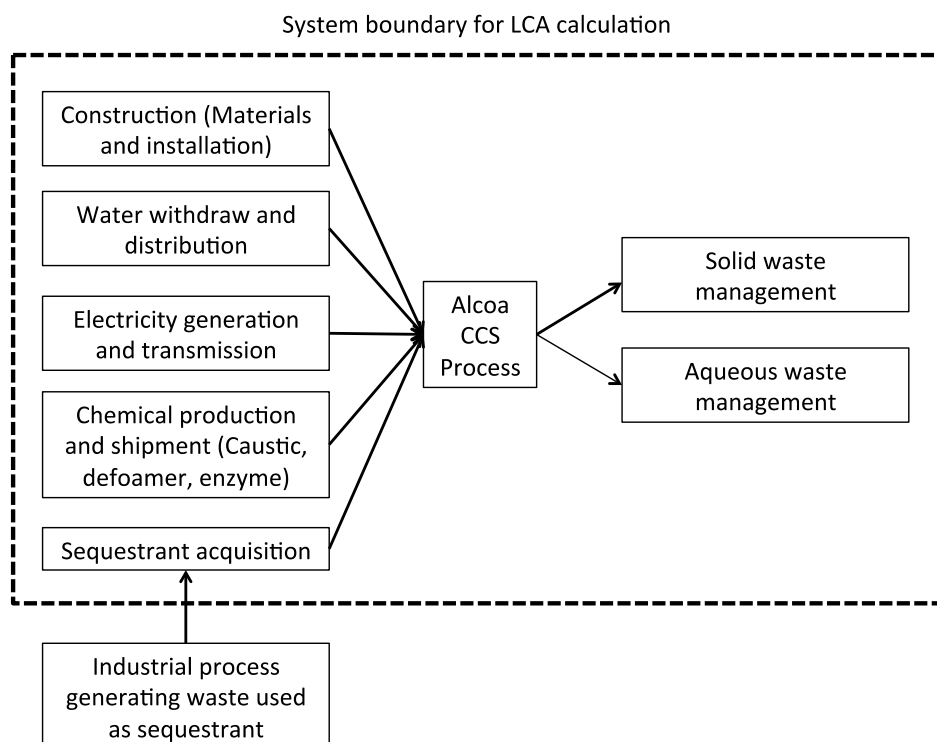 System boundary for LCA calculation
Construction (Materials
and installation)
Water withdraw and
distribution
Electricity generation
and transmission
Chemical production
and shipment (Caustic,
defoamer, enzyme)
Sequestrant acquisition
Industrial process
generating waste used
as sequestrant
Alcoa
CCS
Process
Solid waste
management
Aqueous waste
management